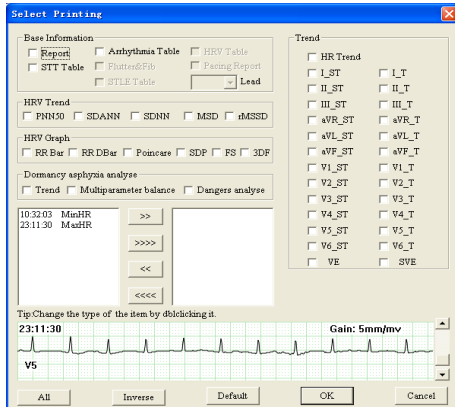 Select Printing
Base Information
Report
Arrhythmia Table
HRV Table
STT Table
Flutter&Fib
Pacing Report
STLE Table
Lead
HRV Trend
PNN50 SDANN SDNN MSD rMSSD
HRV Graph
RR Bar RR DBar Poincare SDP FS 3DF
Dormancy asphyxia analyse
Trend Multiparameter balance Dangers analyse
10:32:03 MinHR
23:11:30 MaxHR
>>
>>>>
<<
<<<<
Trend
HR Trend
I_ST I_T
II_ST II_T
III_ST III_T
aVR_ST aVR_T
aVL_ST aVL_T
aVF_ST aVF_T
V1_ST V1_T
V2_ST V2_T
V3_ST V3_T
V4_ST V4_T
V5_ST V5_T
V6_ST V6_T
VE SVE
Tip:Change the type of the item by dblclicking it.
23:11:30 Gain: 5mm/mv
V5
All Inverse Default OK Cancel